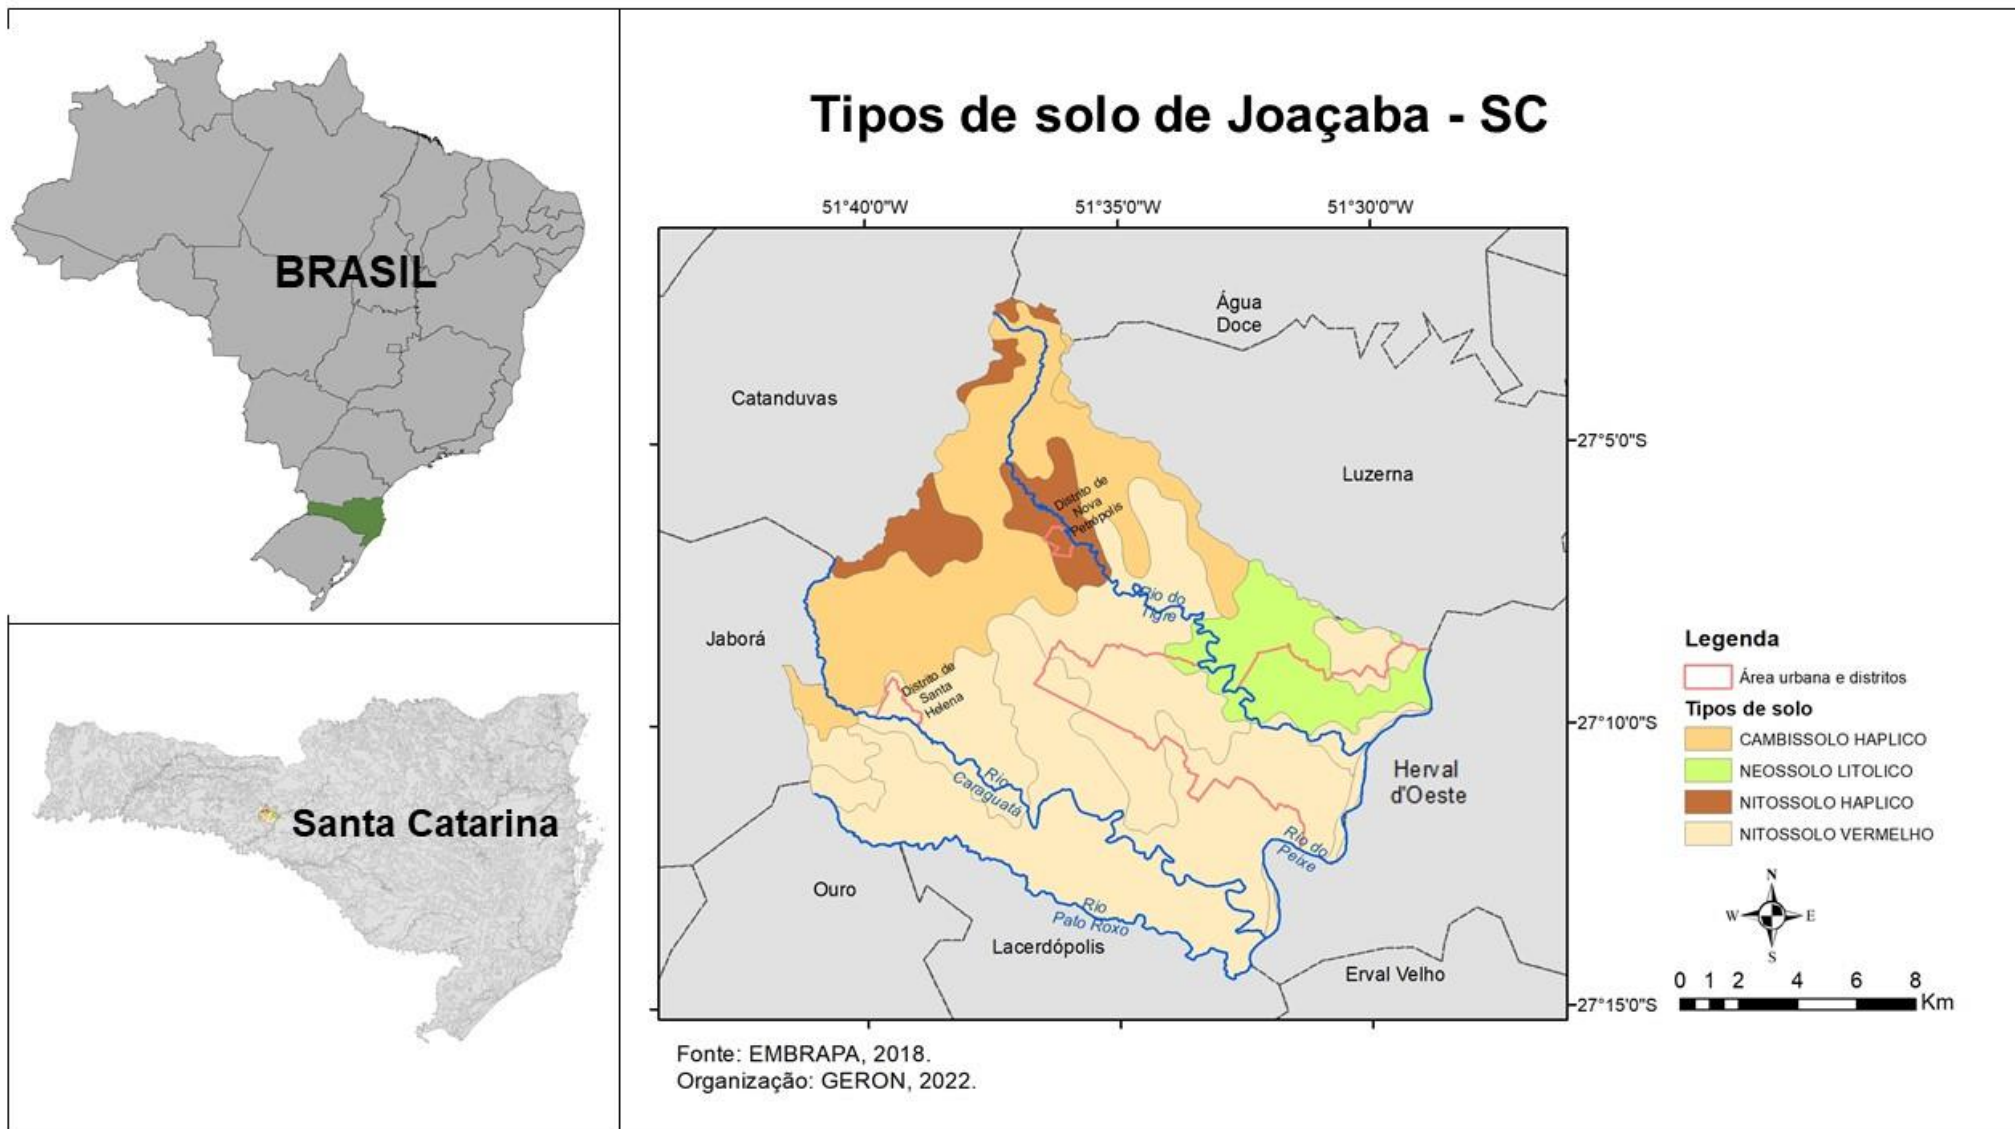 BRASIL
Santa Catarina
Tipos de solo de Joaçaba - SC
51°40'0"W
51°35'0"W
51°30'0"W
27°5'0"S
27°10'0"S
27°15'0"S
Água
Doce
Catanduvas
Luzerna
Distrito de
Nova
Petrópolis
Rio do
Tigre
Jaborá
Distrito de
Santa
Helena
Rio
Caraguatá
Herval
d'Oeste
Rio do
Peixe
Ouro
Rio
Pato Roxo
Lacerdópolis
Erval Velho
Legenda
Área urbana e distritos
Tipos de solo
CAMBISSOLO HAPLICO
NEOSSOLO LITOLICO
NITOSSOLO HAPLICO
NITOSSOLO VERMELHO
N
W
E
S
0 1 2 4 6 8
Km
Fonte: EMBRAPA, 2018.
Organização: GERON, 2022.